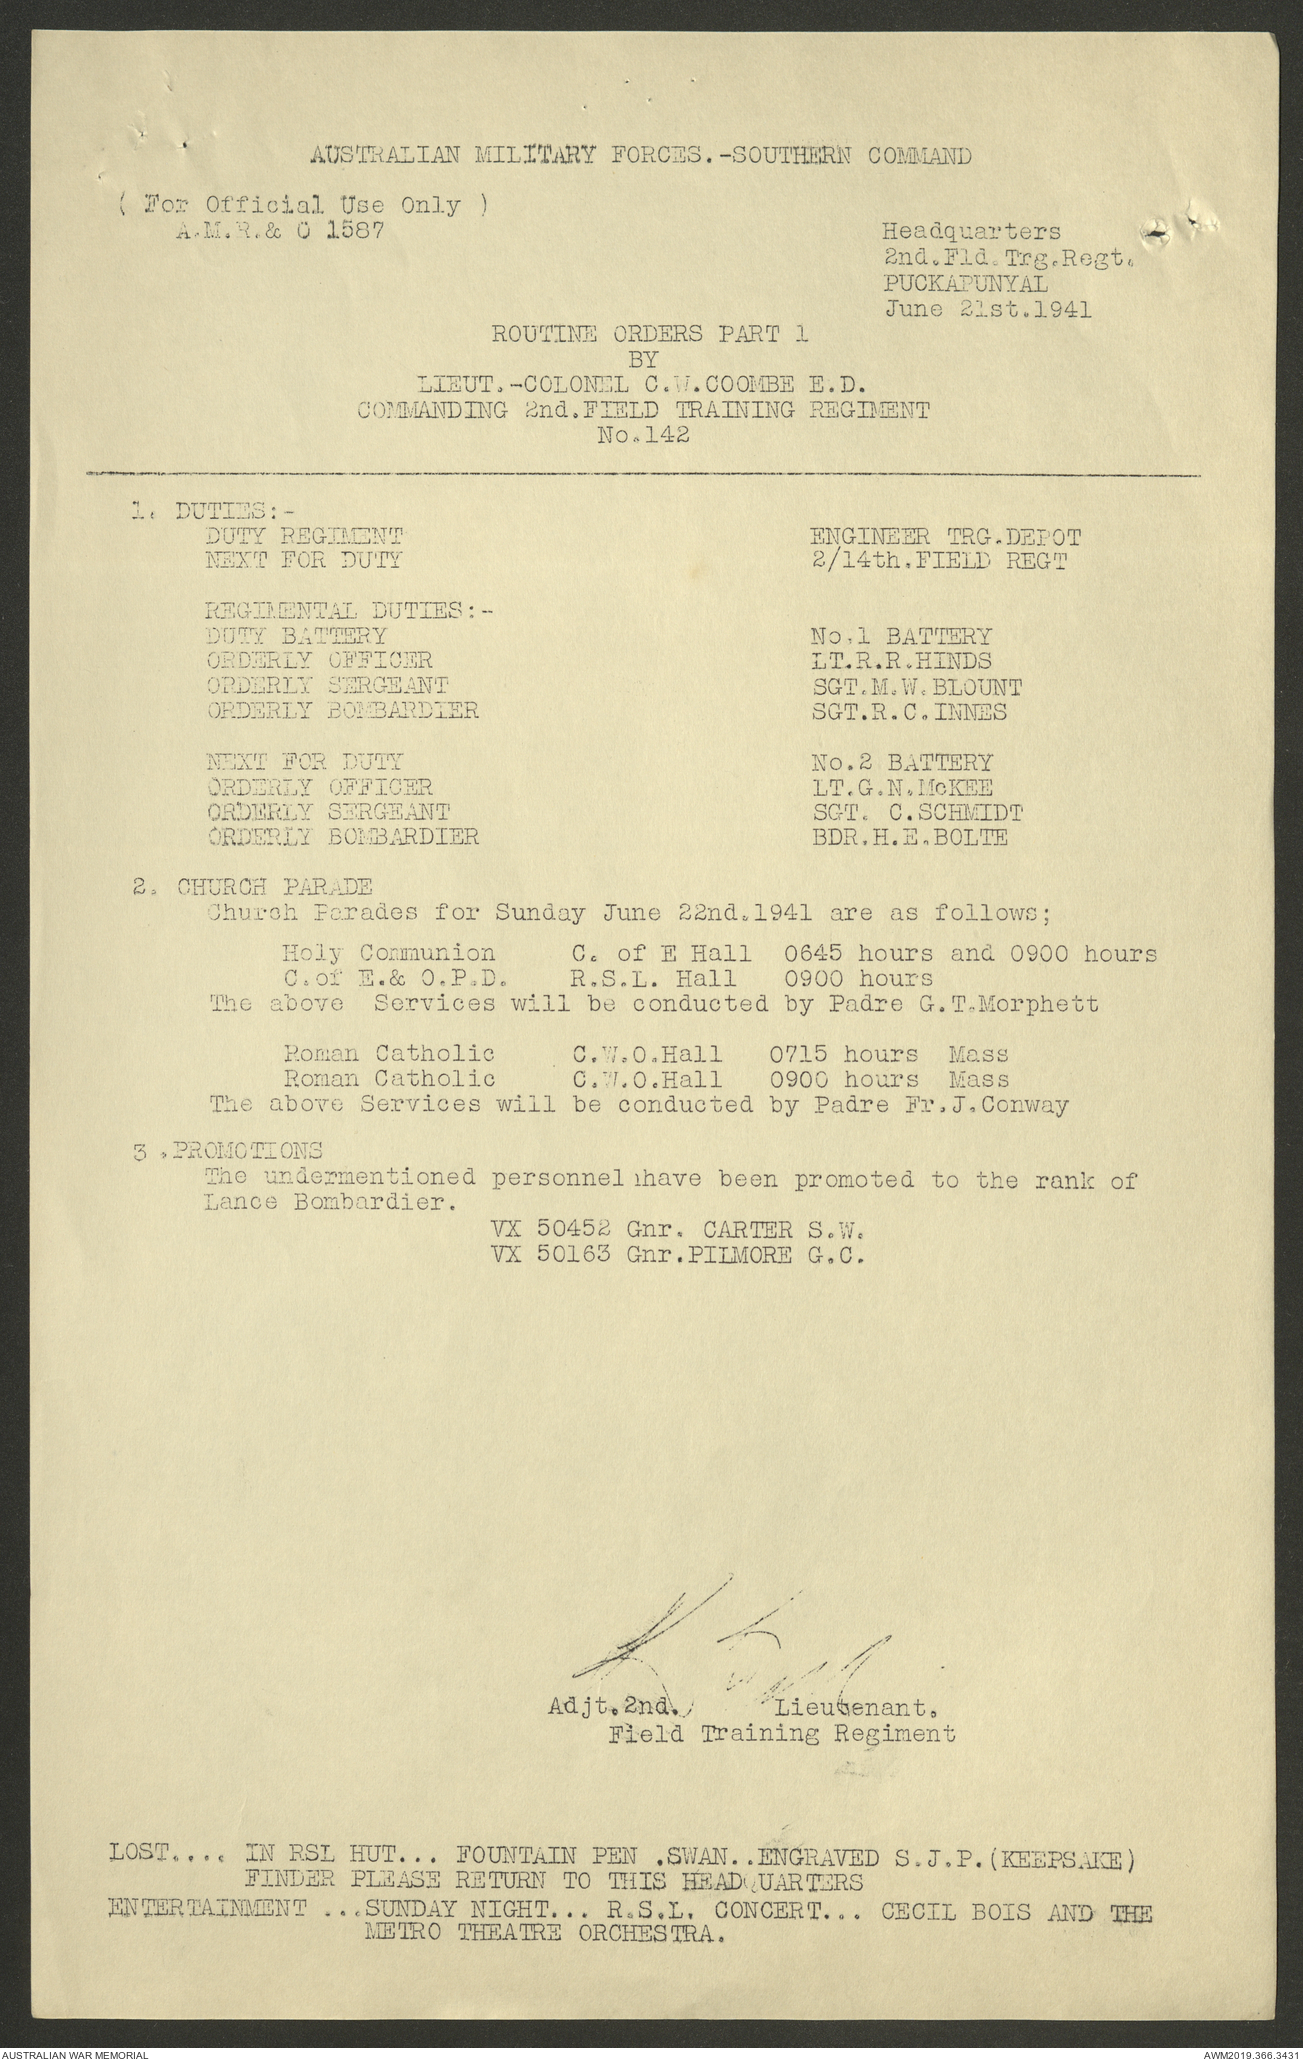 AUSTRALIAN MILITARY FORCES.-SOUTHERN COMMAND
( For Official Use Only )
A.M.R.& O 1587
Headquarters
2nd.Fld.Trg.Regt.
PUCKAPUNYAL
June 21st.1941
ROUTINE ORDERS PART 1
BY
LIEUT.-COLONEL C.W.COOMBE E.D.
COMMANDING 2nd.FIELD TRAINING REGIMENT
No.142
1. DUTIES:-
DUTY REGIMENT ENGINEER TRG.DEPOT
NEXT FOR DUTY 2/14th.FIELD REGT
REGIMENTAL DUTIES:-
DUTY BATTERY No.1 BATTERY
ORDERLY OFFICER LT.R.R.HINDS
ORDERLY SERGEANT SGT.M.W.BLOUNT
ORDERLY BOMBARDIER SGT.R.C.INNES
NEXT FOR DUTY No.2 BATTERY
ORDERLY OFFICER LT.G.N.McKEE
ORDERLY SERGEANT SGT. C.SCHMIDT
ORDERLY BOMBARDIER BDR.H.E.BOLTE
2. CHURCH PARADE
Church Parades for Sunday June 22nd.1941 are as follows;
Holy Communion C. of E Hall 0645 hours and 0900 hours
C.of E.& O.P.D. R.S.L. Hall 0900 hours
The above Services will be conducted by Padre G.T.Morphett
Roman Catholic C.W.O.Hall 0715 hours Mass
Roman Catholic C.W.O.Hall 0900 hours Mass
The above Services will be conducted by Padre Fr.J.Conway
3 .PROMOTIONS
The undermentioned personnel have been promoted to the rank of
Lance Bombardier.
VX 50452 Gnr. CARTER S.W.
VX 50163 Gnr.PILMORE G.C.
Adjt.2nd. Lieutenant.
Field Training Regiment
LOST.... IN RSL HUT... FOUNTAIN PEN .SWAN..ENGRAVED S.J.P.(KEEPSAKE)
FINDER PLEASE RETURN TO THIS HEADQUARTERS
ENTERTAINMENT ...SUNDAY NIGHT... R.S.L. CONCERT... CECIL BOIS AND THE
METRO THEATRE ORCHESTRA.
AUSTRALIAN WAR MEMORIAL
AWM2019.366.3431